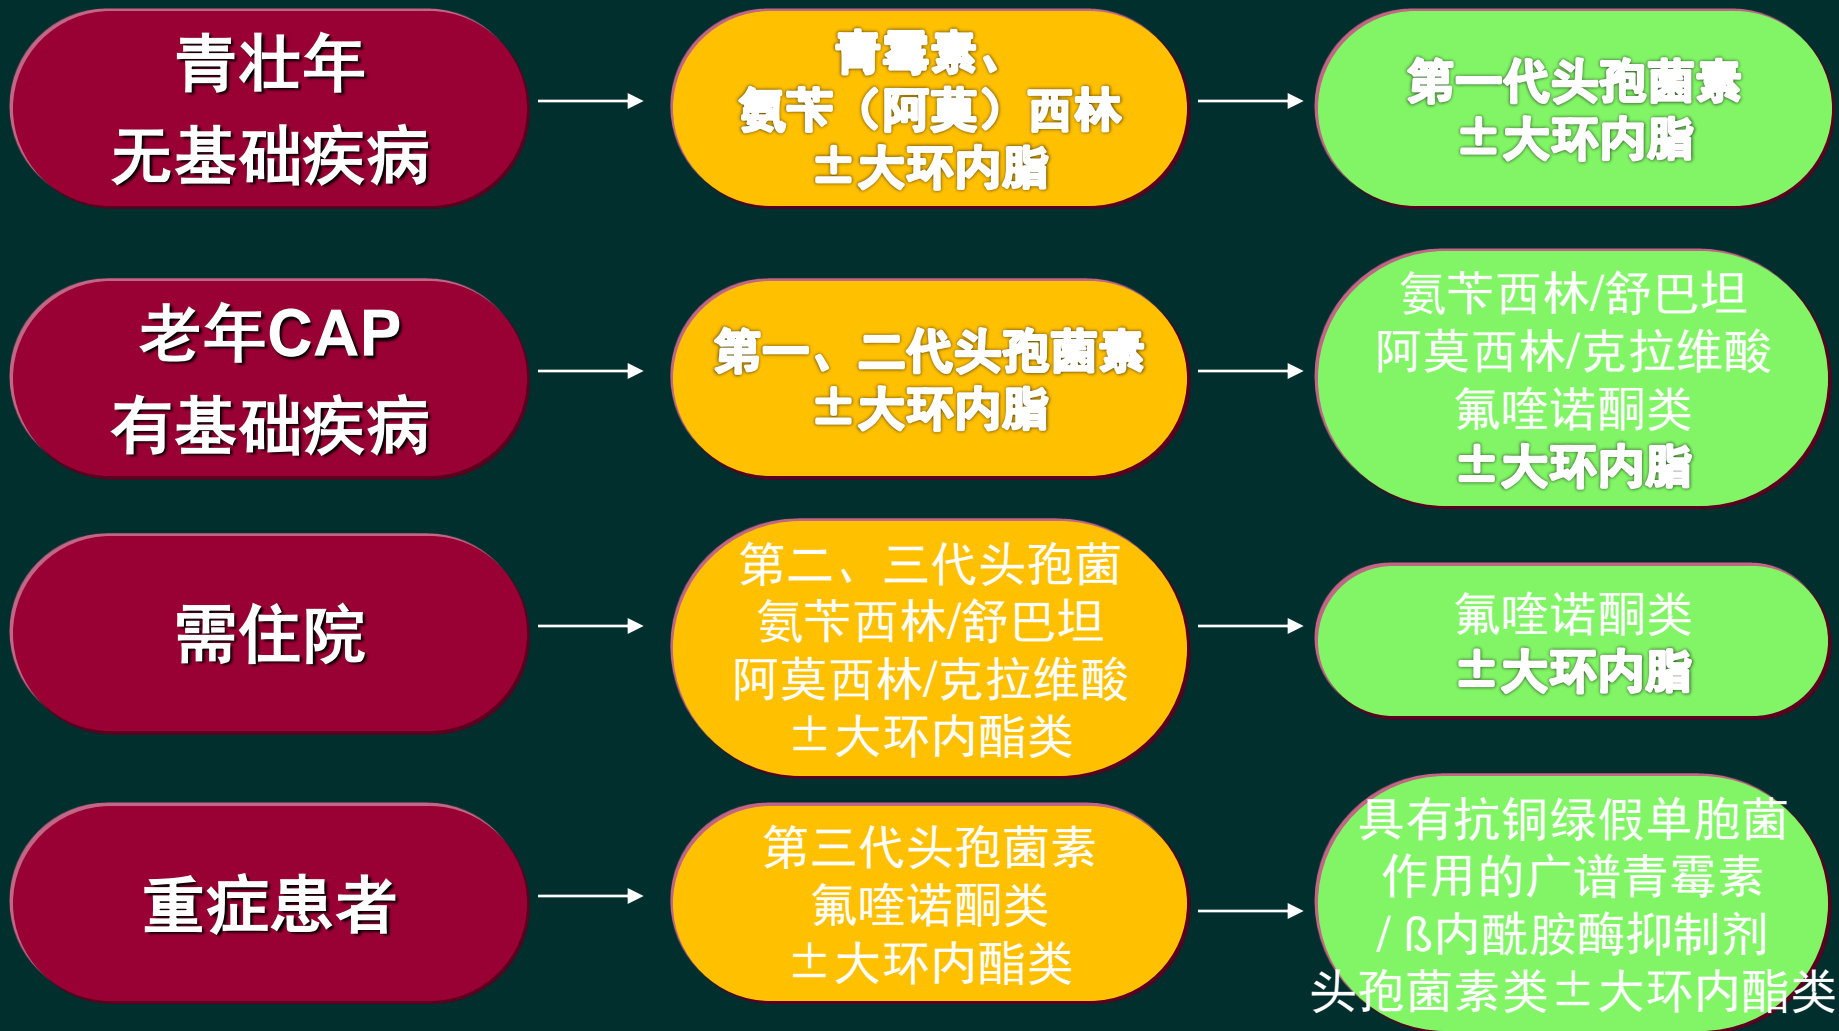 青壮年
无基础疾病
青霉素、
氨苄（阿莫）西林
±大环内脂
第一代头孢菌素
±大环内脂
老年CAP
有基础疾病
第一、二代头孢菌素
±大环内脂
氨苄西林/舒巴坦
阿莫西林/克拉维酸
氟喹诺酮类
±大环内脂
需住院
第二、三代头孢菌
氨苄西林/舒巴坦
阿莫西林/克拉维酸
±大环内酯类
氟喹诺酮类
±大环内脂
重症患者
第三代头孢菌素
氟喹诺酮类
±大环内酯类
具有抗铜绿假单胞菌
作用的广谱青霉素
/ ß内酰胺酶抑制剂
头孢菌素类±大环内酯类